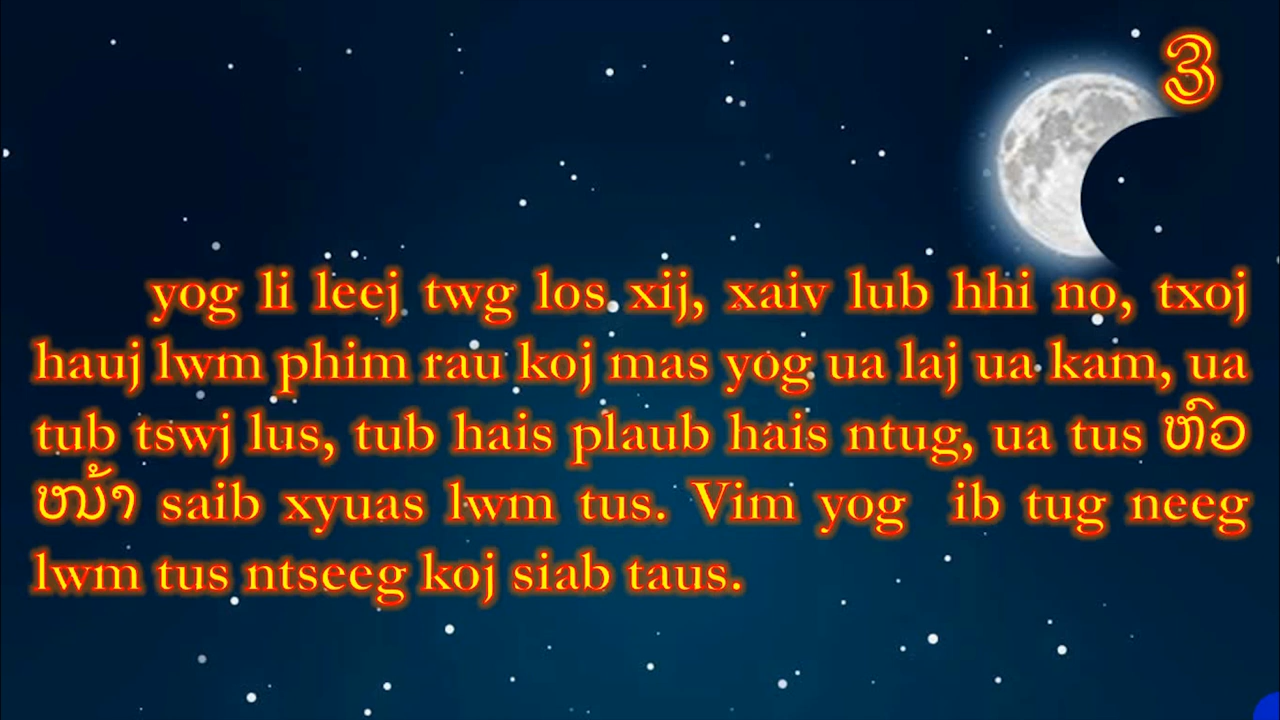 3
yog li leej twg los xij, xaiv lub hhi no, txoj
hauj lwm phim rau koj mas yog ua laj ua kam, ua
tub tswj lus, tub hais plaub hais ntug, ua tus ຫົວ
ໜ້າ saib xyuas lwm tus. Vim yog ib tug neeg
lwm tus ntseeg koj siab taus.